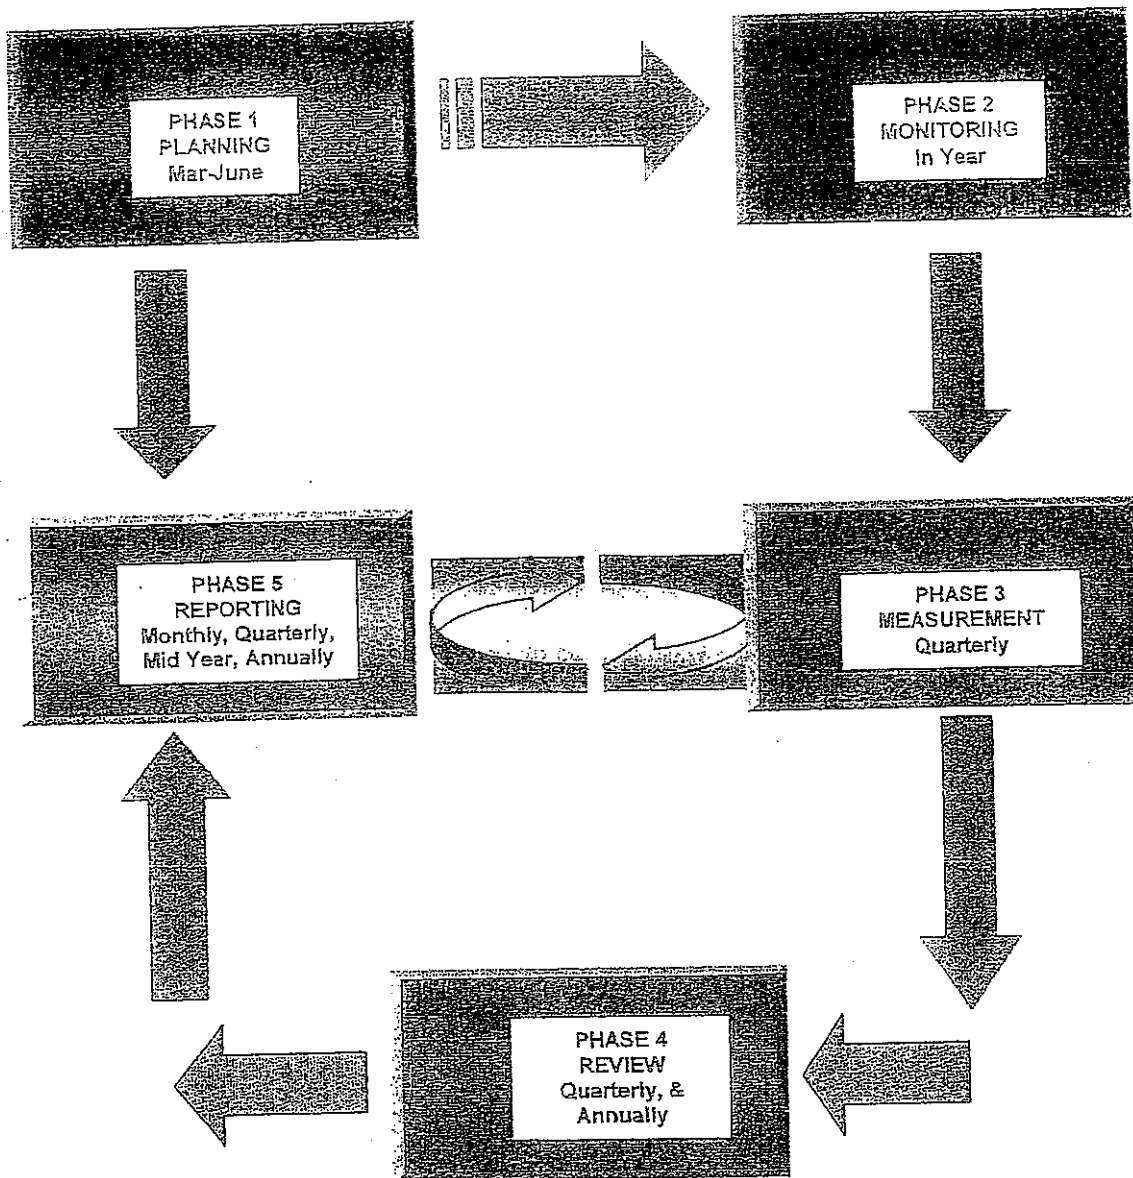 PHASE 1
PLANNING
Mar-June
PHASE 2
MONITORING
In Year
PHASE 5
REPORTING
Monthly, Quarterly,
Mid Year, Annually
PHASE 3
MEASUREMENT
Quarterly
PHASE 4
REVIEW
Quarterly, &
Annually